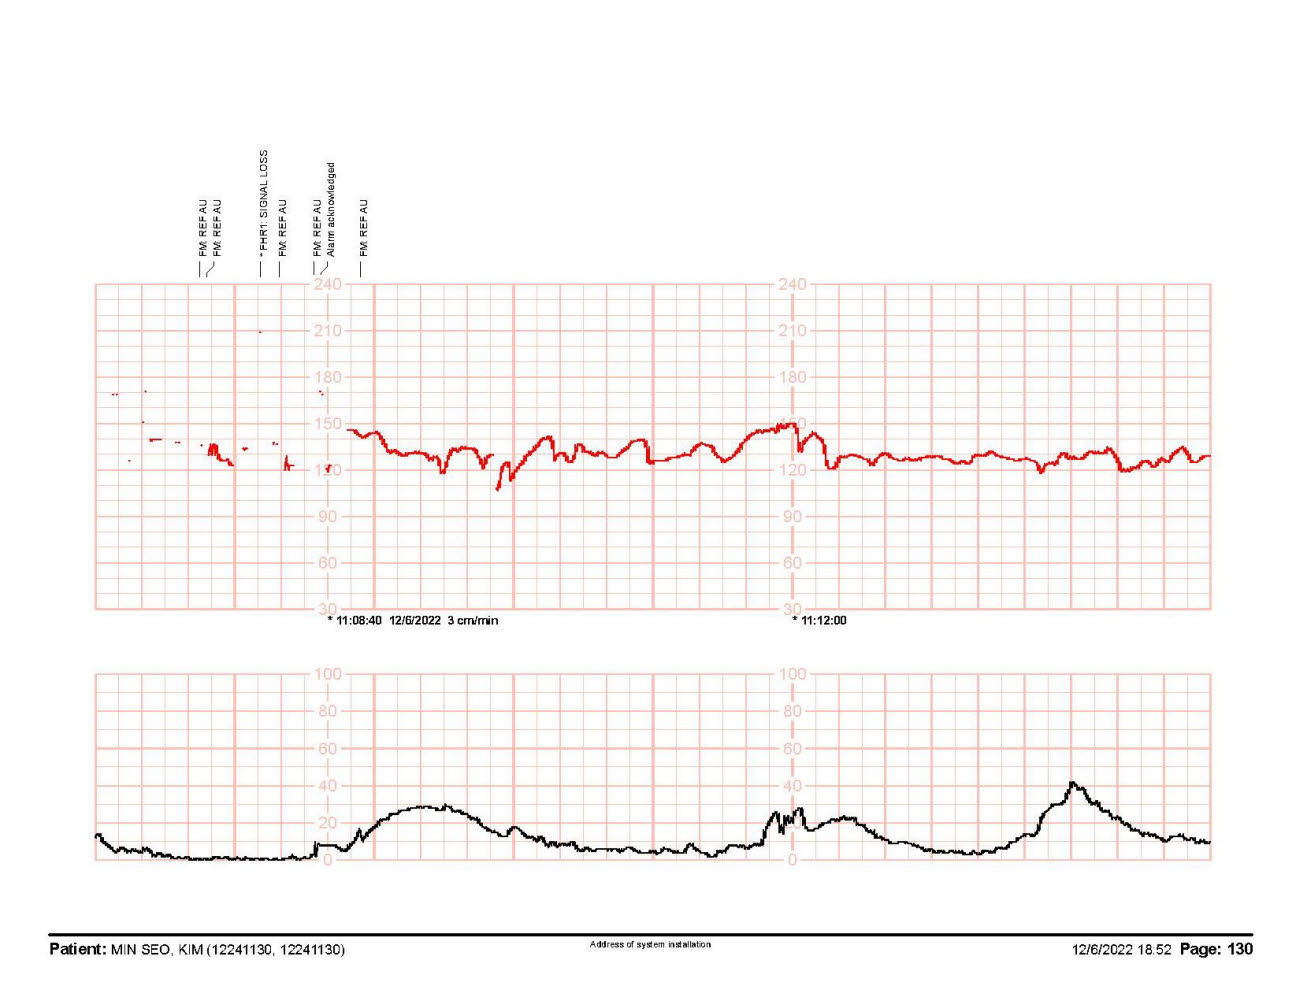 FM: REF AU
FM: REF AU
* FHR1: SIGNAL LOSS
FM: REF AU
FM: REF AU
Alarm acknowledged
FM: REF AU
240 240
210 210
180 180
150 150
120 120
90 90
60 60
30 30
* 11:08:40 12/6/2022 3 cm/min * 11:12:00
100 100
80 80
60 60
40 40
20 20
0 0
Patient: MIN SEO, KIM (12241130, 12241130) Address of system installation 12/6/2022 18:52 Page: 130